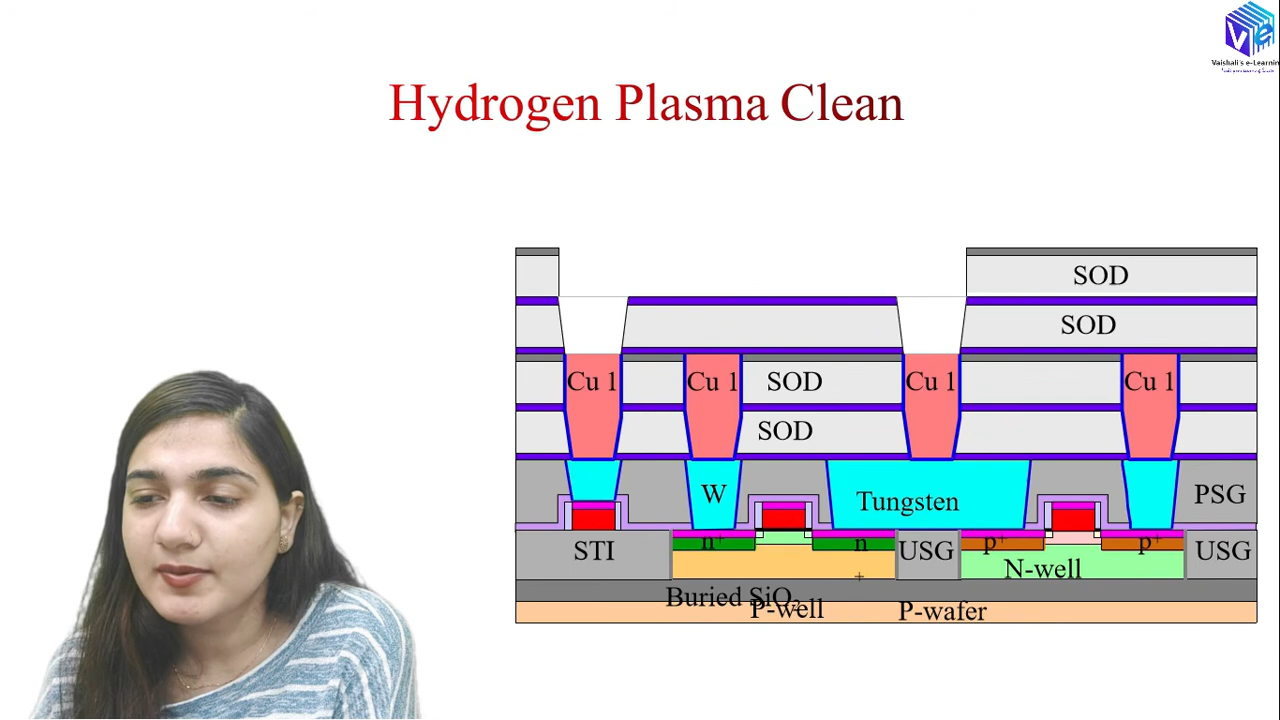 Vaishali's e-Learnin
Hydrogen Plasma Clean
SOD
SOD
Cu 1 Cu 1 SOD Cu 1 Cu 1
SOD
W Tungsten PSG
STI n+ n USG p+ p+ USG
+ N-well
Buried SiO2
P-well P-wafer